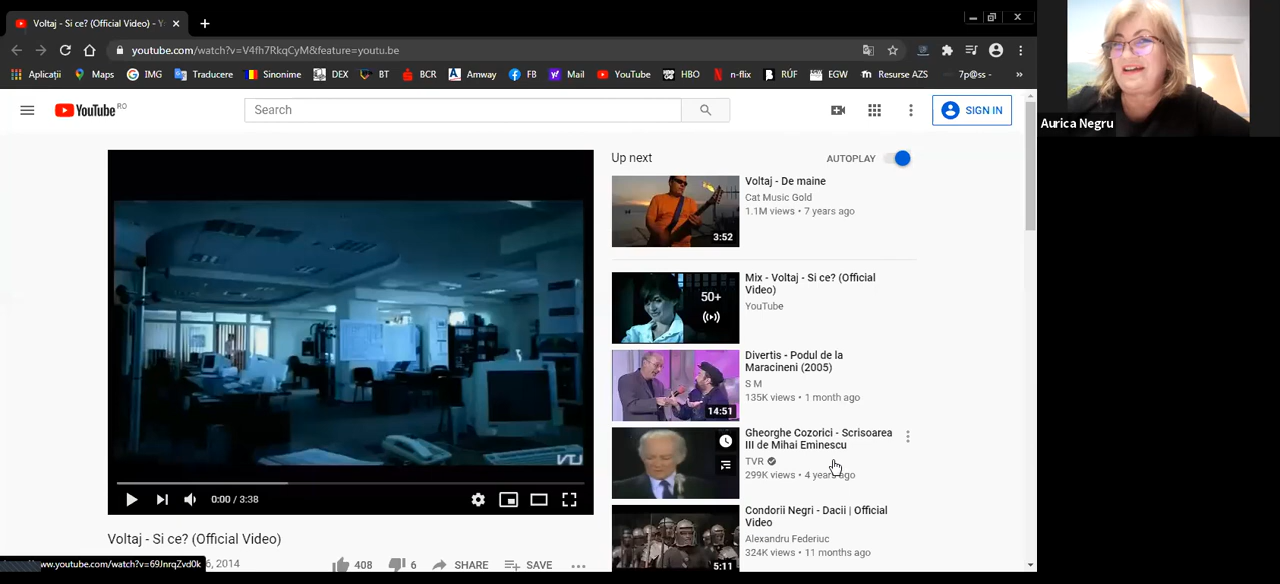 Voltaj - Si ce? (Official Video) - Y
youtube.com/watch?v=V4fh7RkqCyM&feature=youtu.be
Aplicații Maps IMG Traducere Sinonime DEX BT BCR Amway FB Mail YouTube HBO n-flix RÚF EGW Resurse AZS 7p@ss - »
YouTube RO
Search
SIGN IN
Aurica Negru
Up next
AUTOPLAY
Voltaj - De maine
Cat Music Gold
1.1M views • 7 years ago
3:52
Mix - Voltaj - Si ce? (Official
Video)
YouTube
50+
Divertis - Podul de la
Maracineni (2005)
S M
135K views • 1 month ago
14:51
Gheorghe Cozorici - Scrisoarea
III de Mihai Eminescu
TVR
299K views • 4 years ago
Condorii Negri - Dacii | Official
Video
Alexandru Federiuc
324K views • 11 months ago
5:11
0:00 / 3:38
Voltaj - Si ce? (Official Video)
6, 2014
408 6 SHARE SAVE
www.youtube.com/watch?v=69JnrqZvd0k